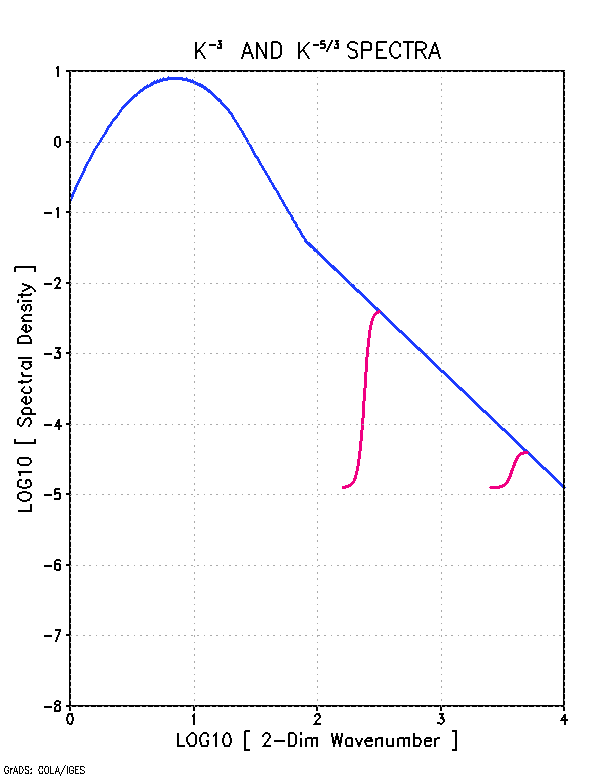 K⁻³ AND K⁻⁵/³ SPECTRA
1
0
−1
−2
−3
−4
−5
−6
−7
−8
LOG10 [ Spectral Density ]
0 1 2 3 4
LOG10 [ 2−Dim Wavenumber ]
GrADS: COLA/IGES